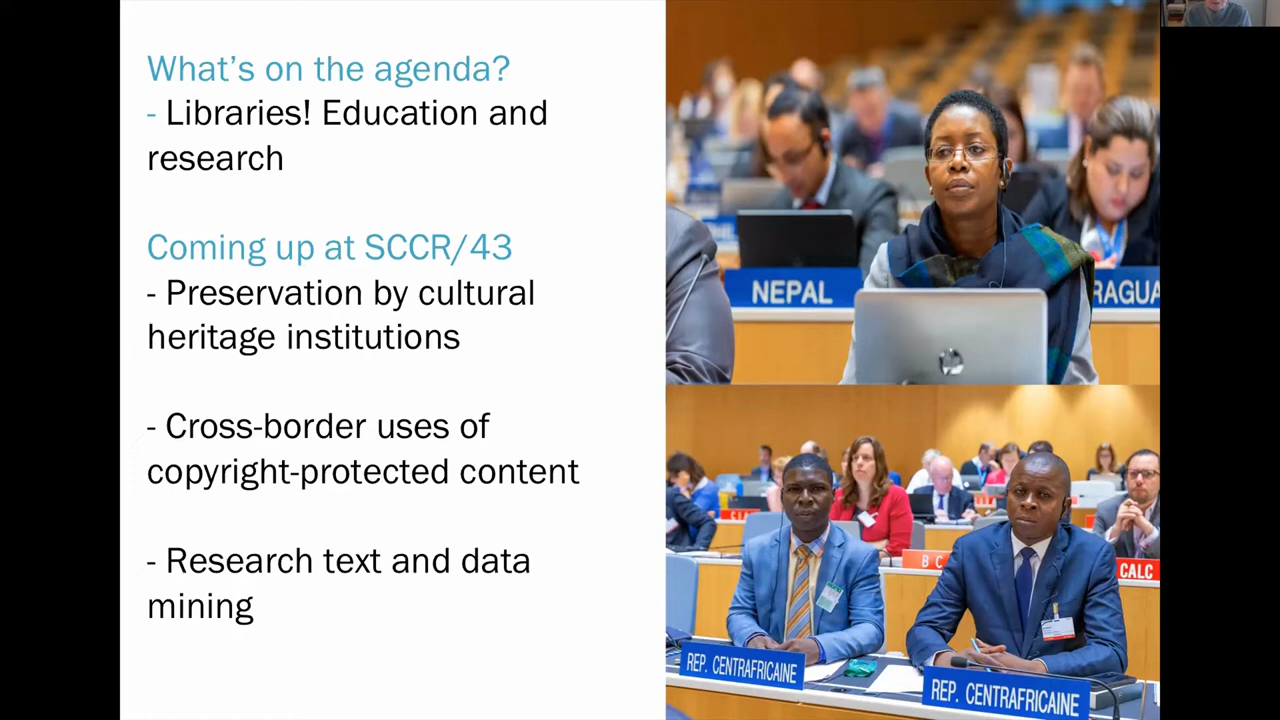 What's on the agenda?
- Libraries! Education and
research
Coming up at SCCR/43
- Preservation by cultural
heritage institutions
- Cross-border uses of
copyright-protected content
- Research text and data
mining
NEPAL
RAGUA
B C
CALC
REP. CENTRAFRICAINE
REP. CENTRAFRICAINE